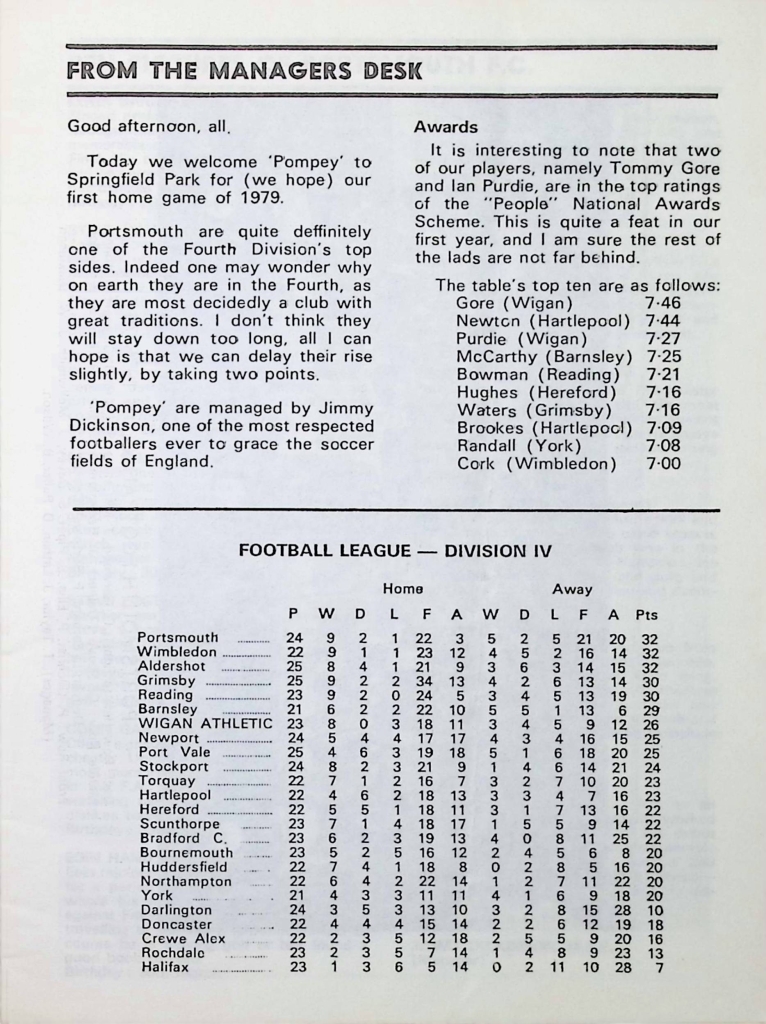 FROM THE MANAGERS DESK
Good afternoon, all.
Today we welcome 'Pompey' to
Springfield Park for (we hope) our
first home game of 1979.
Portsmouth are quite deffinitely
one of the Fourth Division's top
sides. Indeed one may wonder why
on earth they are in the Fourth, as
they are most decidedly a club with
great traditions. I don't think they
will stay down too long, all I can
hope is that we can delay their rise
slightly, by taking two points.
'Pompey' are managed by Jimmy
Dickinson, one of the most respected
footballers ever to grace the soccer
fields of England.
Awards
It is interesting to note that two
of our players, namely Tommy Gore
and Ian Purdie, are in the top ratings
of the "People" National Awards
Scheme. This is quite a feat in our
first year, and I am sure the rest of
the lads are not far behind.
The table's top ten are as follows:
Gore (Wigan) 7·46
Newton (Hartlepool) 7·44
Purdie (Wigan) 7·27
McCarthy (Barnsley) 7·25
Bowman (Reading) 7·21
Hughes (Hereford) 7·16
Waters (Grimsby) 7·16
Brookes (Hartlepool) 7·09
Randall (York) 7·08
Cork (Wimbledon) 7·00
FOOTBALL LEAGUE — DIVISION IV
Home Away
P W D L F A W D L F A Pts
Portsmouth 24 9 2 1 22 3 5 2 5 21 20 32
Wimbledon 22 9 1 1 23 12 4 5 2 16 14 32
Aldershot 25 8 4 1 21 9 3 6 3 14 15 32
Grimsby 25 9 2 2 34 13 4 2 6 13 14 30
Reading 23 9 2 0 24 5 3 4 5 13 19 30
Barnsley 21 6 2 2 22 10 5 5 1 13 6 29
WIGAN ATHLETIC 23 8 0 3 18 11 3 4 5 9 12 26
Newport 24 5 4 4 17 17 4 3 4 16 15 25
Port Vale 25 4 6 3 19 18 5 1 6 18 20 25
Stockport 24 8 2 3 21 9 1 4 6 14 21 24
Torquay 22 7 1 2 16 7 3 2 7 10 20 23
Hartlepool 22 4 6 2 18 13 3 3 4 7 16 23
Hereford 22 5 5 1 18 11 3 1 7 13 16 22
Scunthorpe 23 7 1 4 18 17 1 5 5 9 14 22
Bradford C. 23 6 2 3 19 13 4 0 8 11 25 22
Bournemouth 23 5 2 5 16 12 2 4 5 6 8 20
Huddersfield 22 7 4 1 18 8 0 2 8 5 16 20
Northampton 22 6 4 2 22 14 1 2 7 11 22 20
York 21 4 3 3 11 11 4 1 6 9 18 20
Darlington 24 3 5 3 13 10 3 2 8 15 28 10
Doncaster 22 4 4 4 15 14 2 2 6 12 19 18
Crewe Alex 22 2 3 5 12 18 2 5 5 9 20 16
Rochdale 23 2 3 5 7 14 1 4 8 9 23 13
Halifax 23 1 3 6 5 14 0 2 11 10 28 7